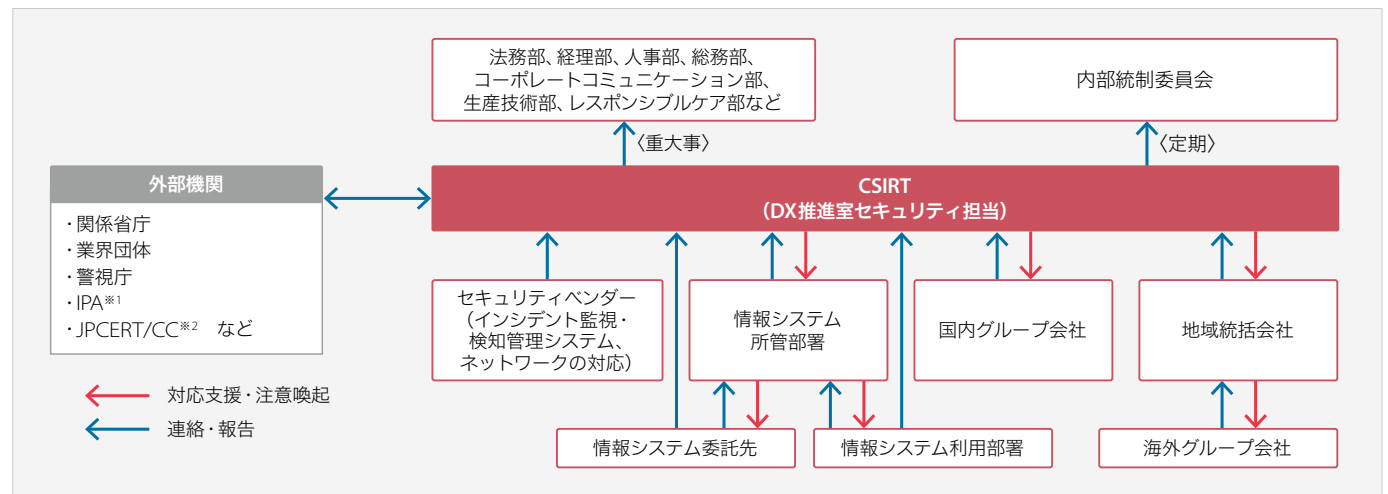 法務部、経理部、人事部、総務部、
コーポレートコミュニケーション部、
生産技術部、レスポンシブルケア部など
内部統制委員会
〈重大事〉
〈定期〉
外部機関
・関係省庁
・業界団体
・警視庁
・IPA※1
・JPCERT/CC※2 など
CSIRT
（DX推進室セキュリティ担当）
セキュリティベンダー
（インシデント監視・
検知管理システム、
ネットワークの対応）
情報システム
所管部署
国内グループ会社
地域統括会社
対応支援・注意喚起
連絡・報告
情報システム委託先
情報システム利用部署
海外グループ会社